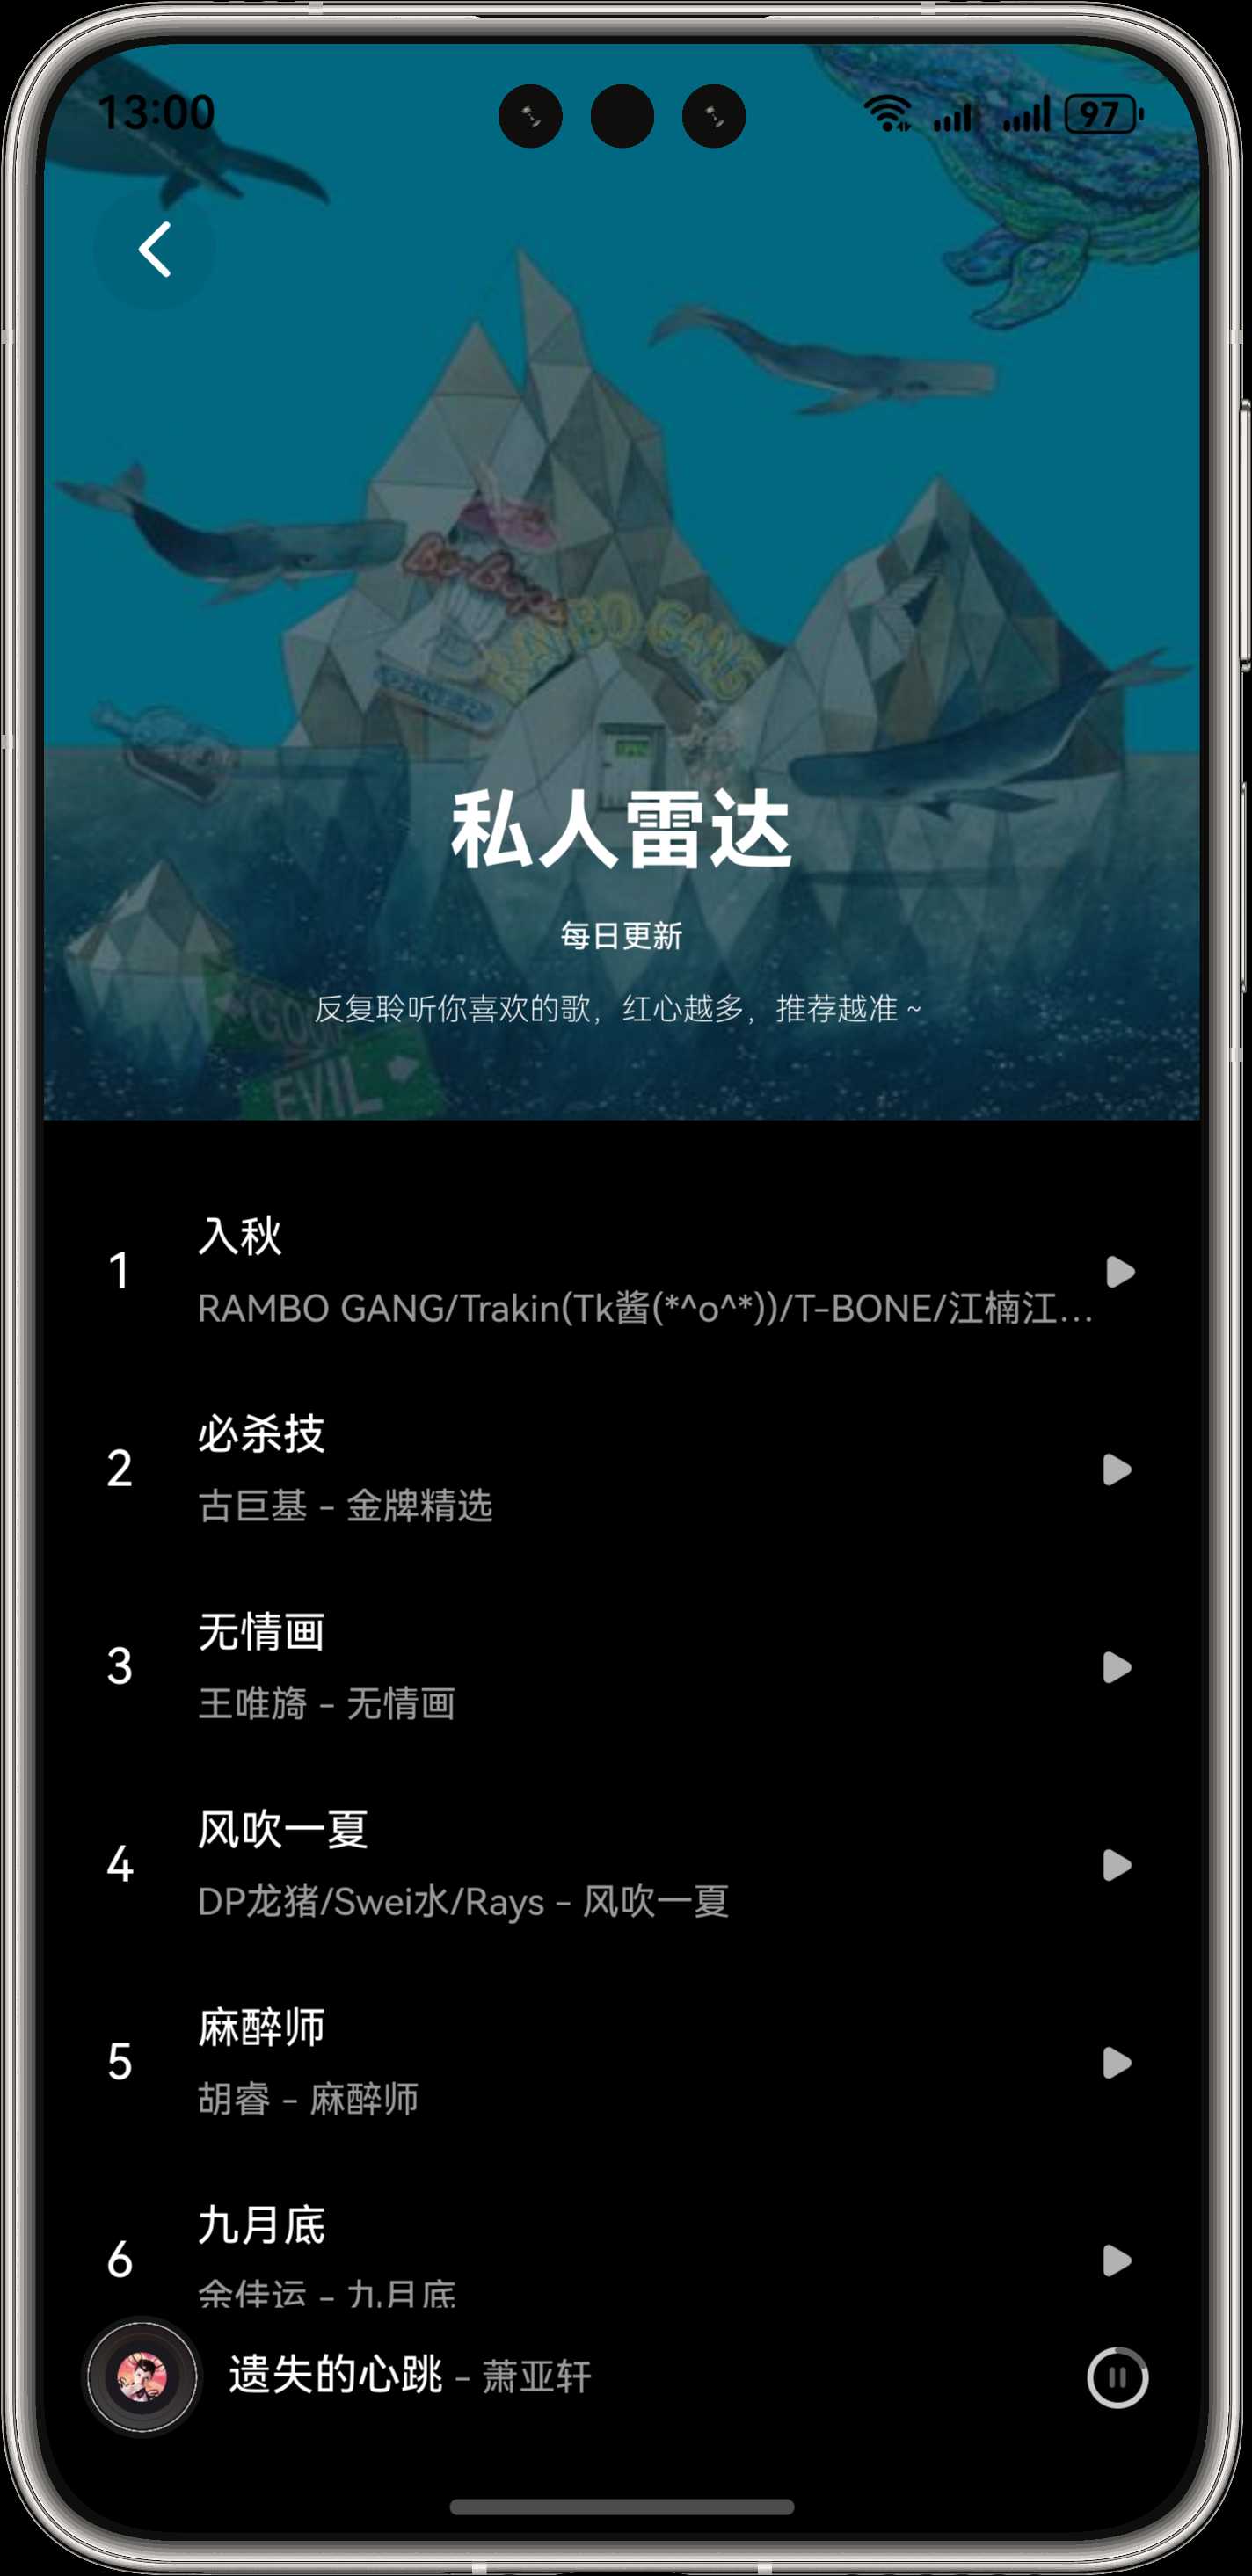 13:00
97
Be-Bope
RAMBO GANG
GOOD
EVIL
私人雷达
每日更新
反复聆听你喜欢的歌，红心越多，推荐越准 ~
1
入秋
RAMBO GANG/Trakin(Tk酱(*^o^*))/T-BONE/江楠江...
2
必杀技
古巨基 - 金牌精选
3
无情画
王唯旖 - 无情画
4
风吹一夏
DP龙猪/Swei水/Rays - 风吹一夏
5
麻醉师
胡睿 - 麻醉师
6
九月底
余佳运 - 九月底
遗失的心跳 - 萧亚轩